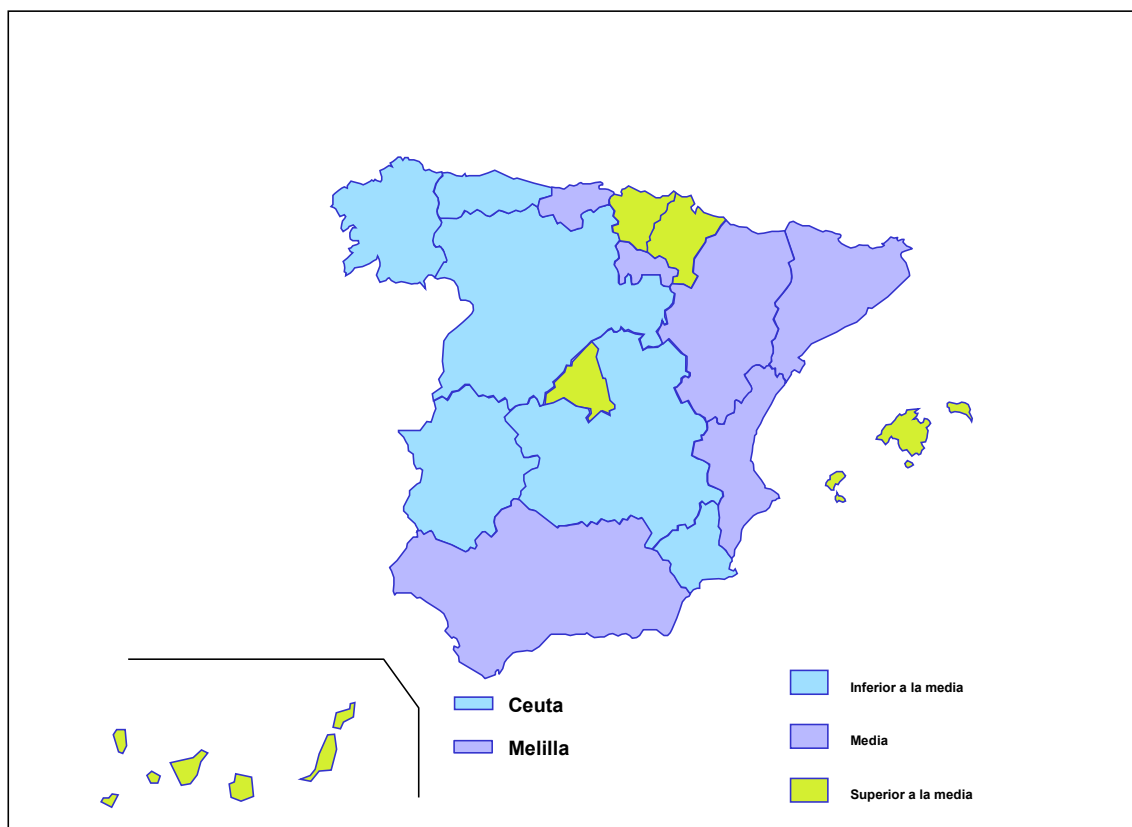 Ceuta
Melilla
Inferior a la media
Media
Superior a la media